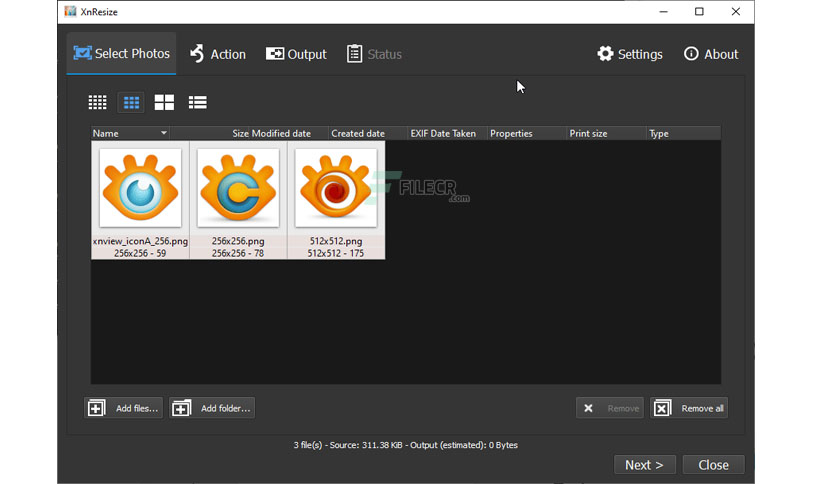 XnResize
Select Photos Action Output Status Settings About
Name Size Modified date Created date EXIF Date Taken Properties Print size Type
FILECR
.com
xnview_iconA_256.png 256x256.png 512x512.png
256x256 - 59 256x256 - 78 512x512 - 175
Add files... Add folder... Remove Remove all
3 file(s) - Source: 311.38 KiB - Output (estimated): 0 Bytes
Next > Close